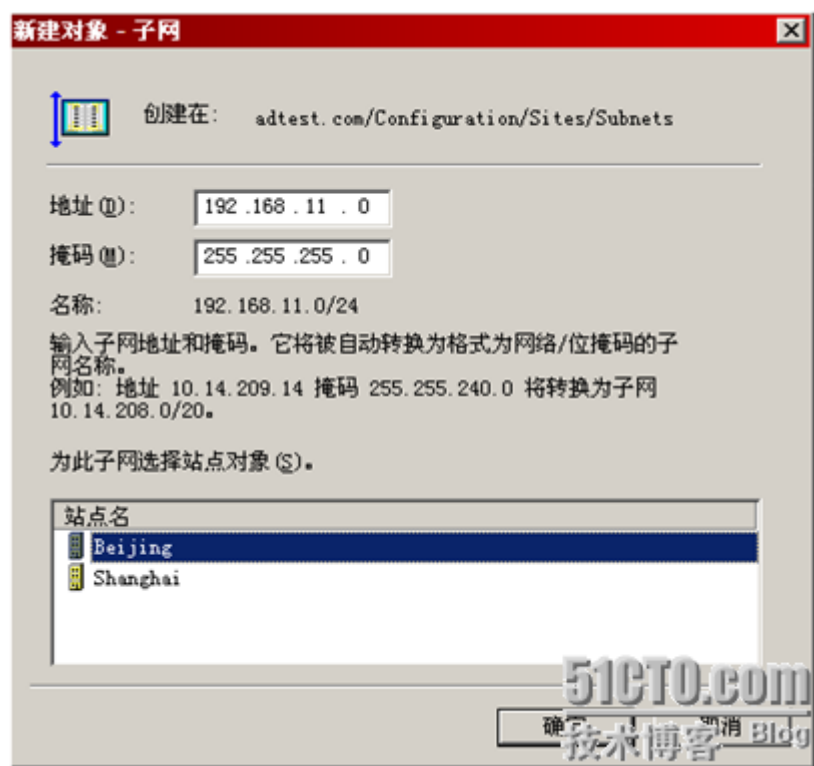 新建对象 - 子网
创建在: adtest.com/Configuration/Sites/Subnets
地址(D): 192 .168 . 11 . 0
掩码(M): 255 .255 .255 . 0
名称: 192.168.11.0/24
输入子网地址和掩码。它将被自动转换为格式为网络/位掩码的子
网名称。
例如: 地址 10.14.209.14 掩码 255.255.240.0 将转换为子网
10.14.208.0/20。
为此子网选择站点对象(S)。
站点名
Beijing
Shanghai
51CTO.com
确定 取消
技术博客 Blog